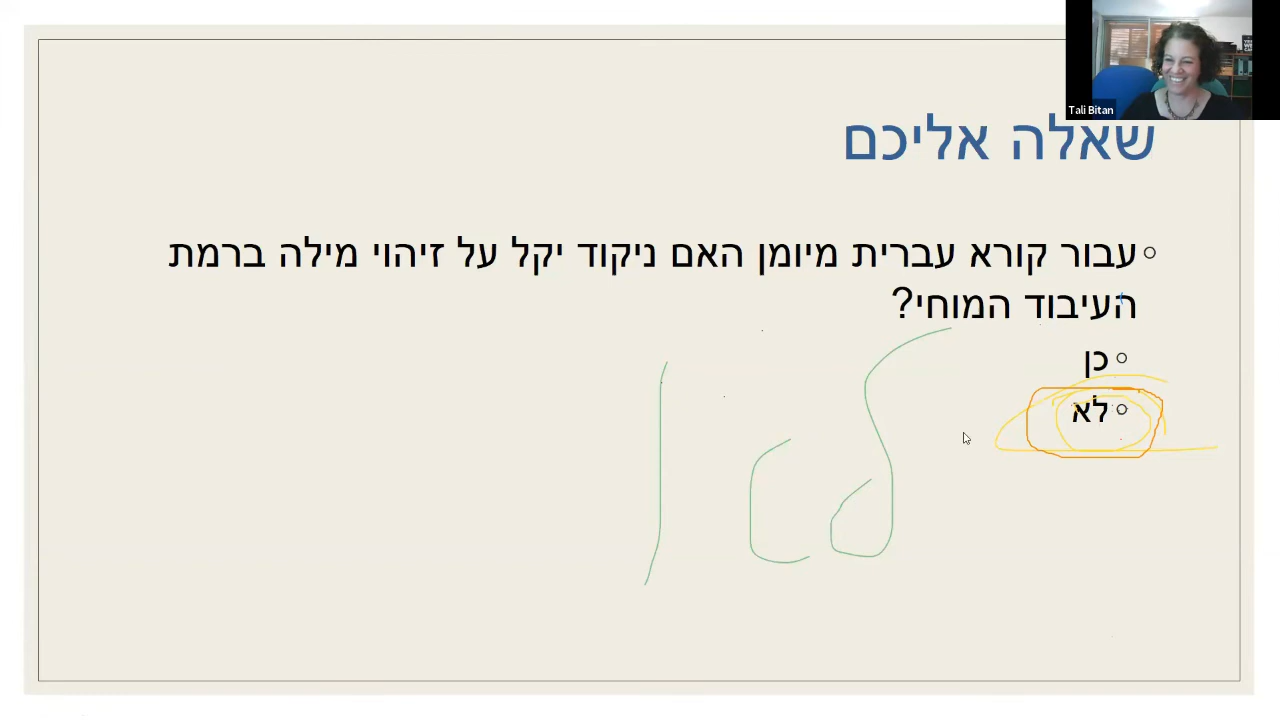 Tali Bitan
שאלה אליכם
עבור קורא עברית מיומן האם ניקוד יקל על זיהוי מילה ברמת
העיבוד המוחי?
כן
לא